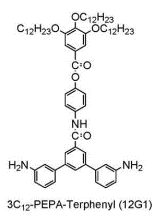 OC₁₂H₂₃
C₁₂H₂₃O OC₁₂H₂₃
C=O
O
NH
C=O
H₂N NH₂
3C₁₂-PEPA-Terphenyl (12G1)